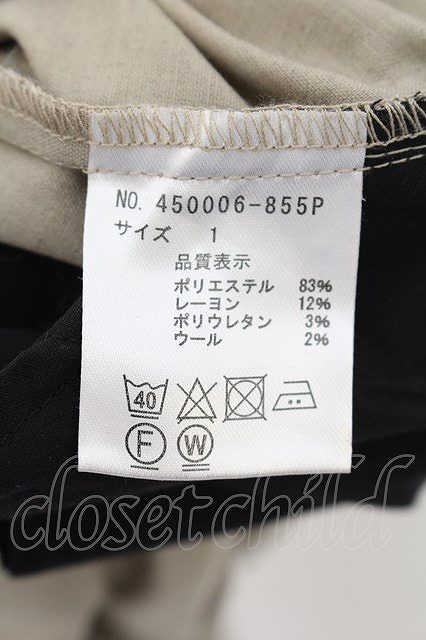 NO. 450006-855P
サイズ 1
品質表示
ポリエステル 83%
レーヨン 12%
ポリウレタン 3%
ウール 2%
40
F W
closetchild